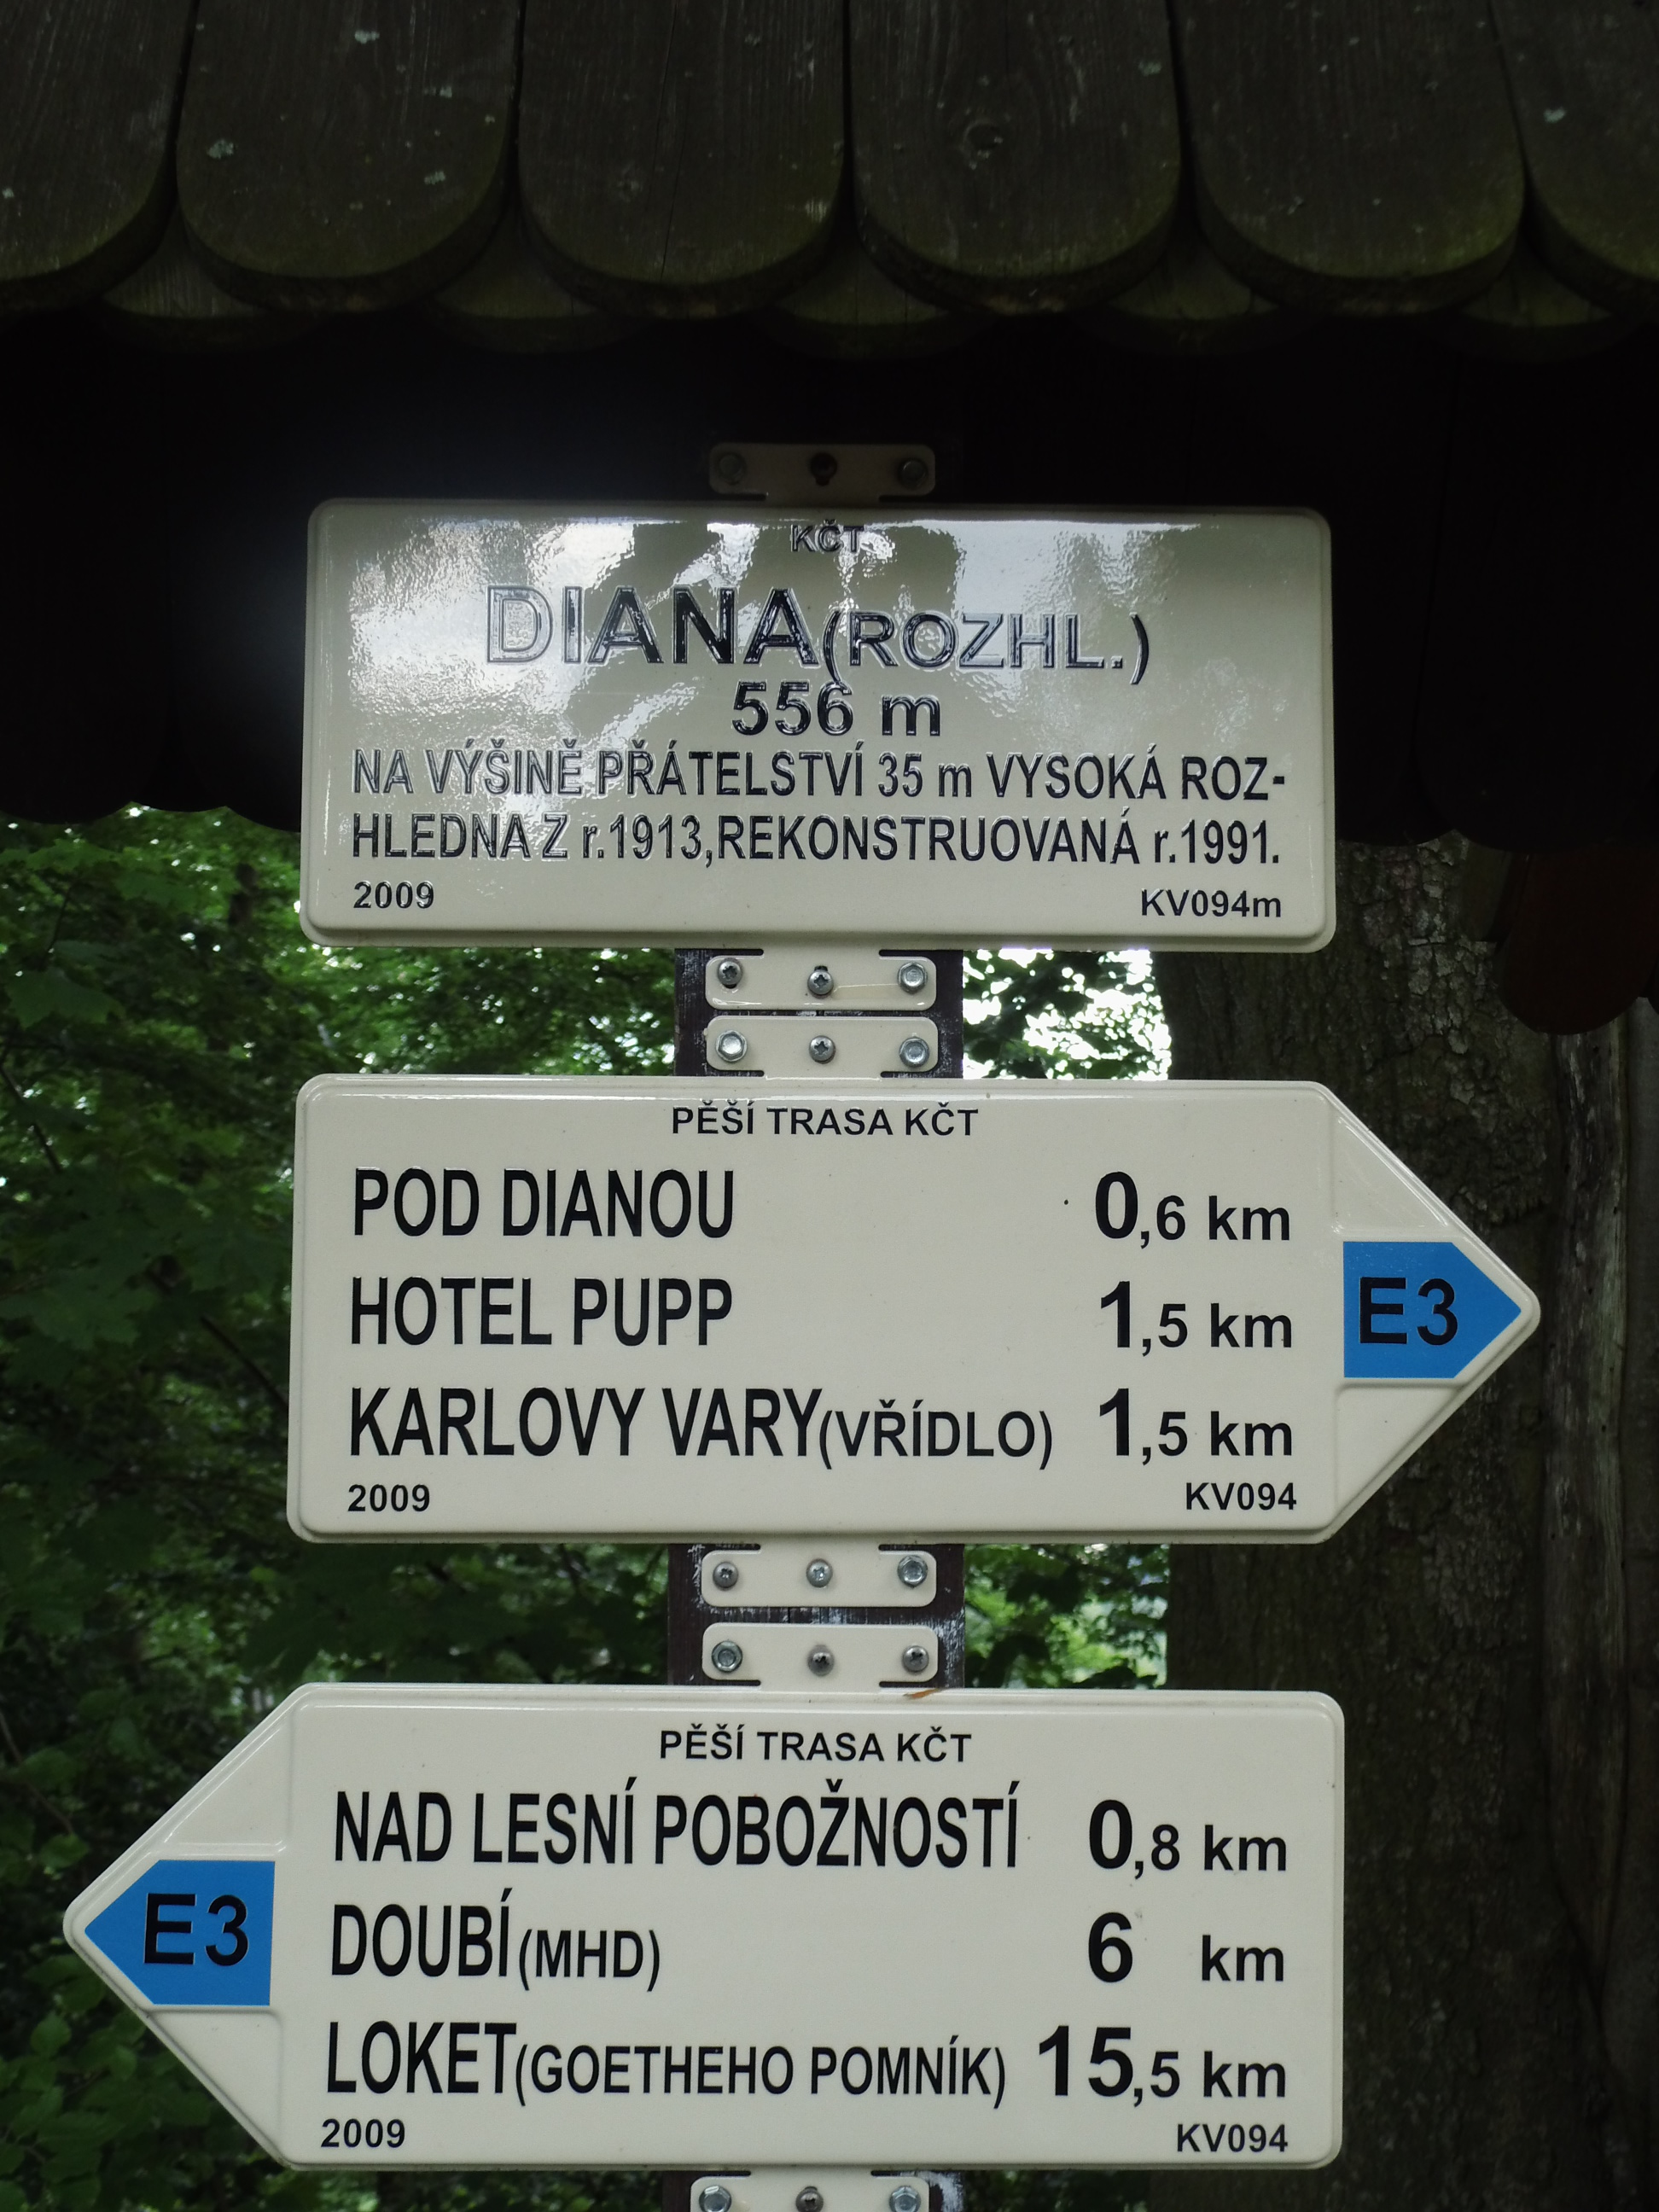 KČT
DIANA(ROZHL.)
556 m
NA VÝŠINĚ PŘÁTELSTVÍ 35 m VYSOKÁ ROZ-
HLEDNA Z r.1913,REKONSTRUOVANÁ r.1991.
2009 KV094m
PĚŠÍ TRASA KČT
POD DIANOU 0,6 km
HOTEL PUPP 1,5 km
E3
KARLOVY VARY(VŘÍDLO) 1,5 km
2009 KV094
PĚŠÍ TRASA KČT
NAD LESNÍ POBOŽNOSTÍ 0,8 km
E3
DOUBÍ(MHD) 6 km
LOKET(GOETHEHO POMNÍK) 15,5 km
2009 KV094